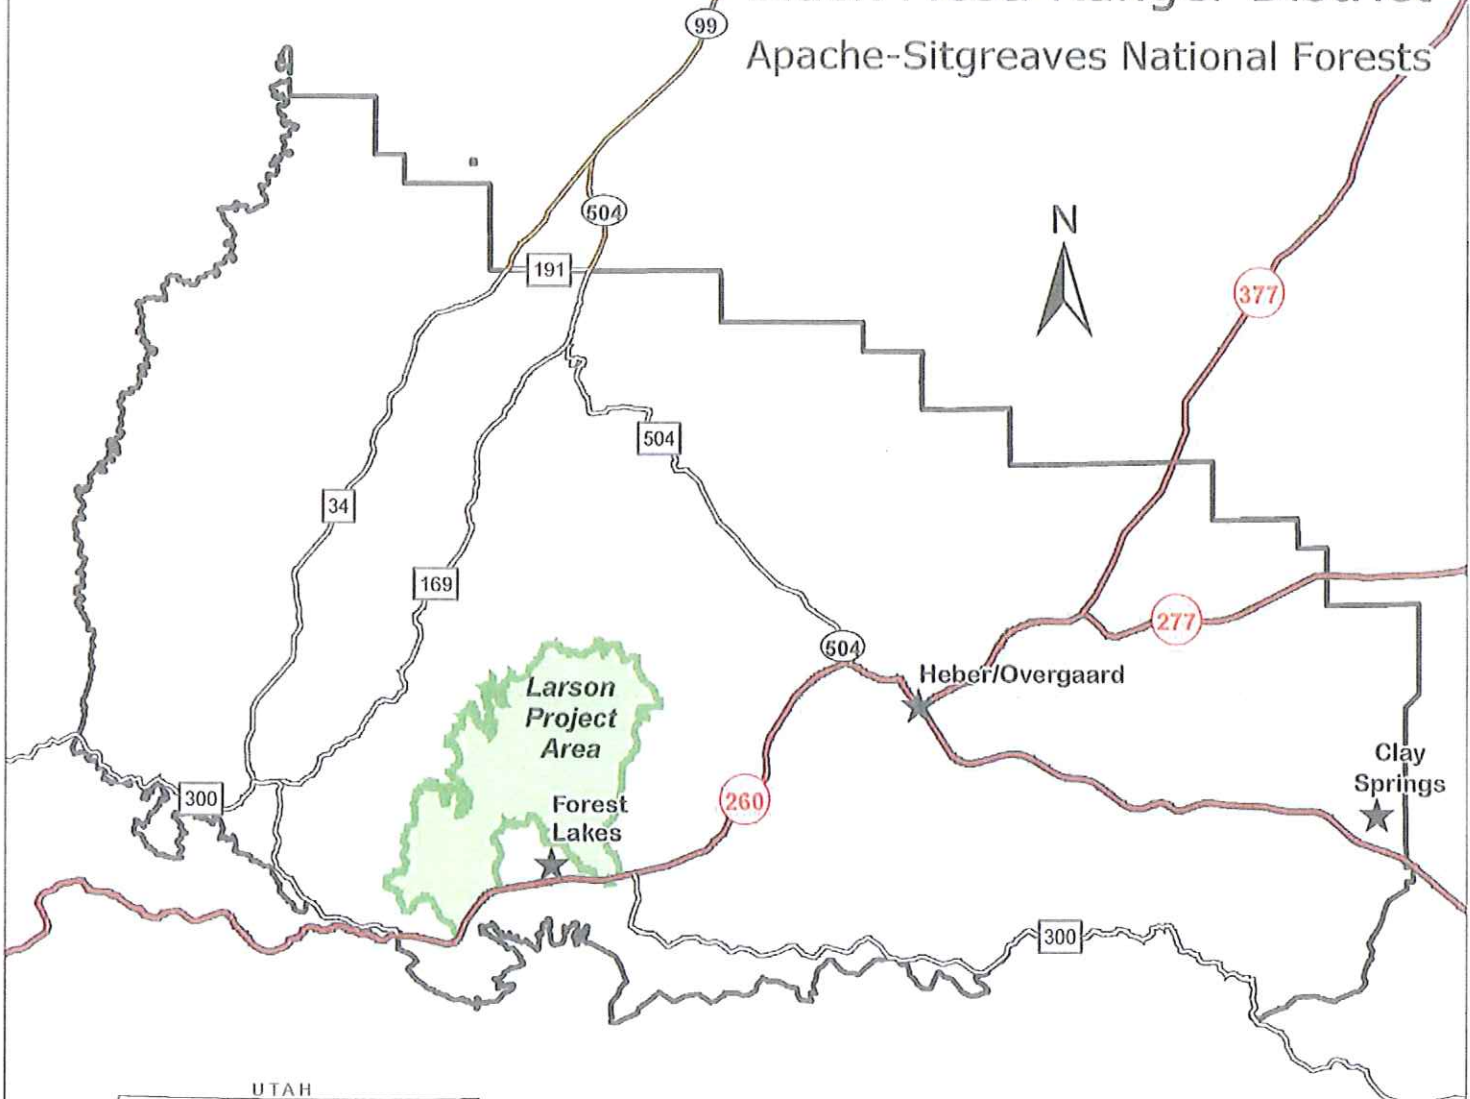 99
Apache-Sitgreaves National Forests
504
N
191
377
504
34
169
277
504
Heber/Overgaard
Larson
Project
Area
Clay
Springs
300
260
Forest
Lakes
300
UTAH